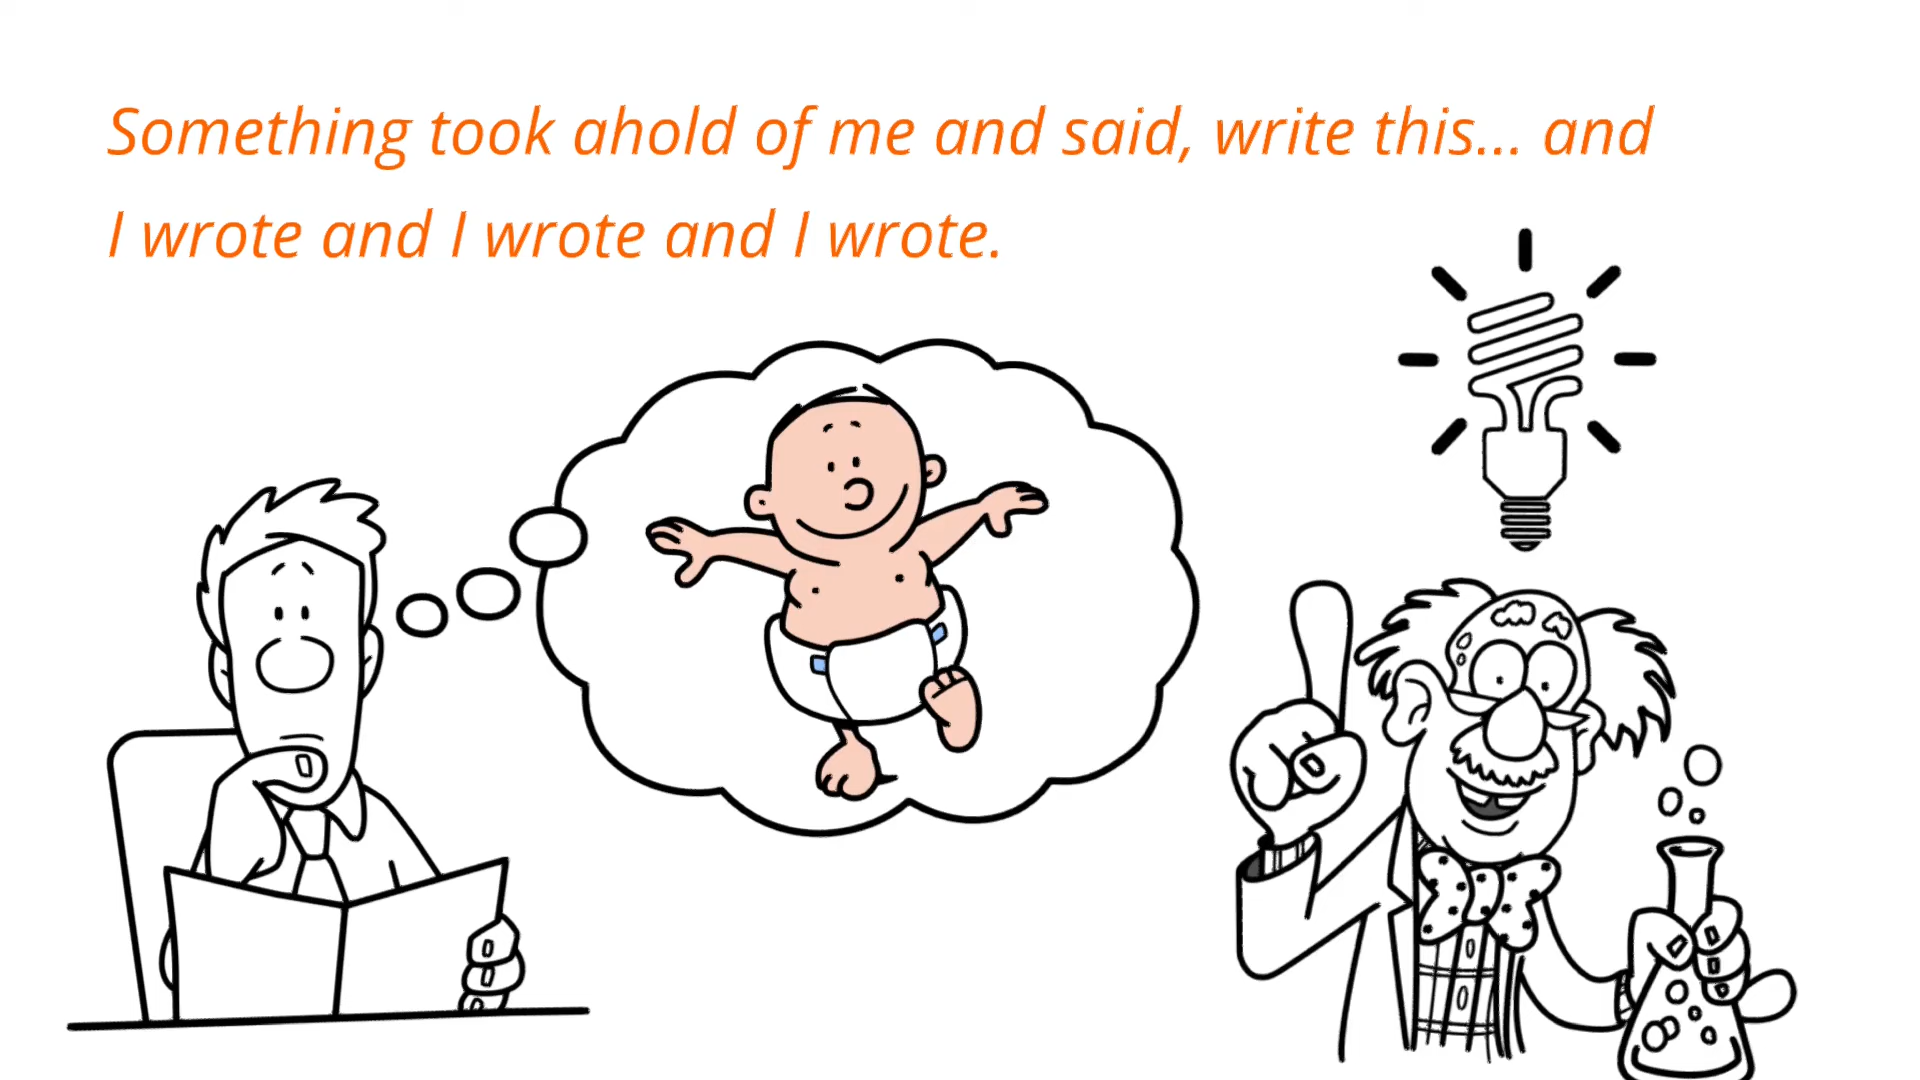 Something took ahold of me and said, write this... and
I wrote and I wrote and I wrote.